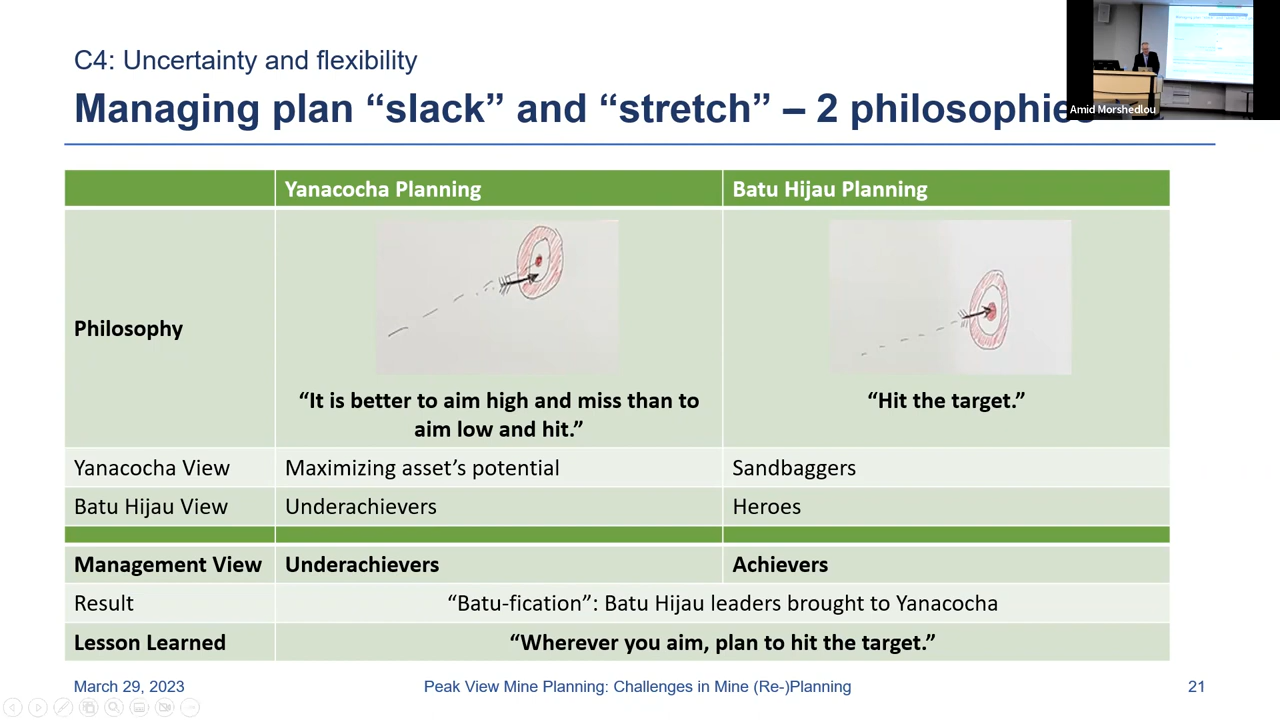 C4: Uncertainty and flexibility
Managing plan “slack” and “stretch” – 2 philosophies
Amid Morshedlou
Yanacocha Planning
Batu Hijau Planning
Philosophy
“It is better to aim high and miss than to
aim low and hit.”
“Hit the target.”
Yanacocha View
Maximizing asset’s potential
Sandbaggers
Batu Hijau View
Underachievers
Heroes
Management View
Underachievers
Achievers
Result
“Batu-fication”: Batu Hijau leaders brought to Yanacocha
Lesson Learned
“Wherever you aim, plan to hit the target.”
March 29, 2023
Peak View Mine Planning: Challenges in Mine (Re-)Planning
21